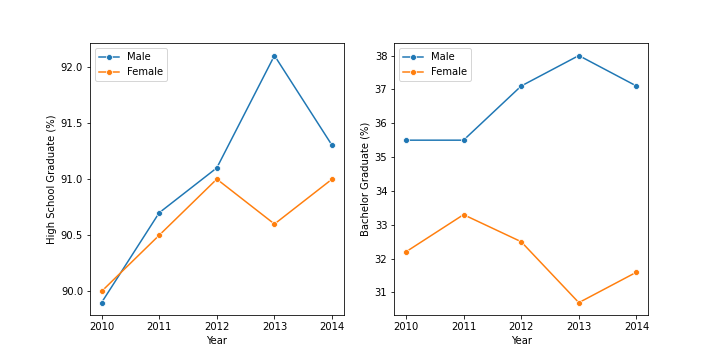 Male
Female
92.0
91.5
91.0
90.5
90.0
High School Graduate (%)
2010 2011 2012 2013 2014
Year
Male
Female
38
37
36
35
34
33
32
31
Bachelor Graduate (%)
2010 2011 2012 2013 2014
Year